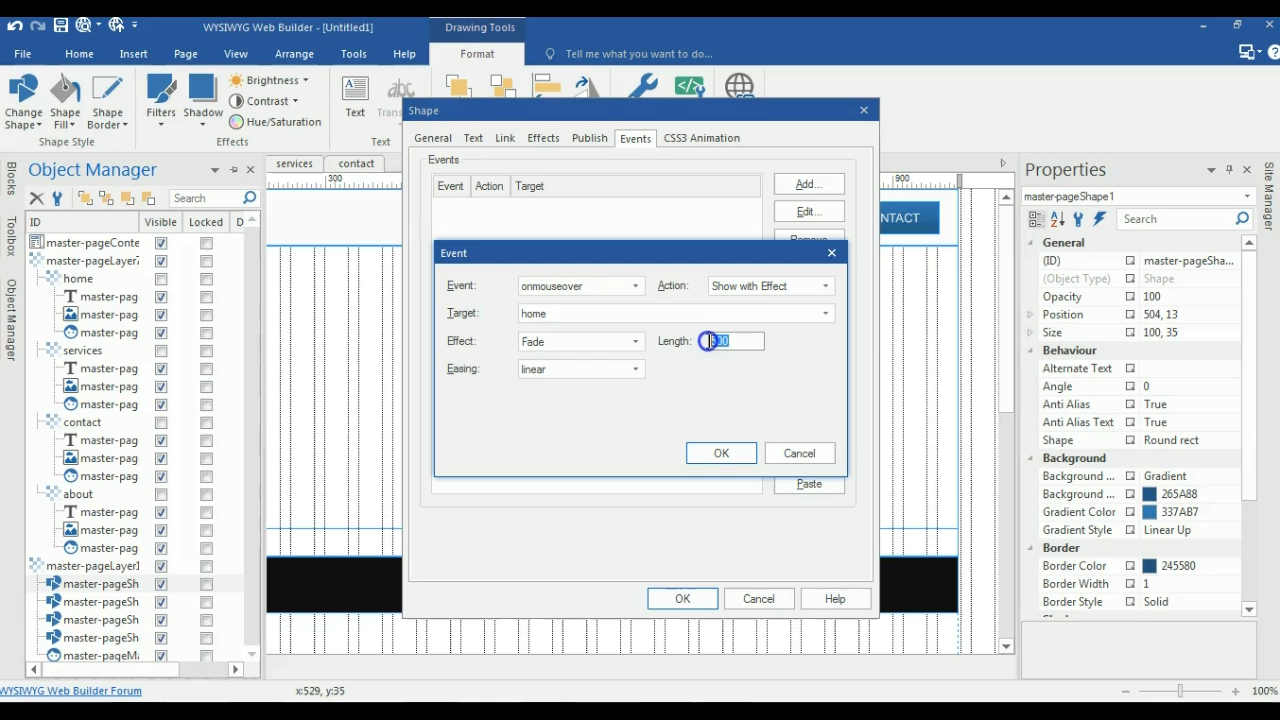 WYSIWYG Web Builder - [Untitled1]
Drawing Tools
File
Home
Insert
Page
View
Arrange
Tools
Help
Format
Tell me what you want to do...
Change Shape
Shape Fill
Shape Border
Filters
Shadow
Brightness
Contrast
Hue/Saturation
Text
Shape Style
Effects
Text
Shape
General
Text
Link
Effects
Publish
Events
CSS3 Animation
Events
Event
Action
Target
Add...
Edit...
Paste
OK
Cancel
Help
Event
Event:
onmouseover
Action:
Show with Effect
Target:
home
Effect:
Fade
Length:
Easing:
linear
OK
Cancel
services
contact
300
900
Blocks
Toolbox
Object Manager
Object Manager
Search
ID
Visible
Locked
D
master-pageConte
master-pageLayer
home
master-pag
master-pag
master-pag
services
master-pag
master-pag
master-pag
contact
master-pag
master-pag
master-pag
about
master-pag
master-pag
master-pag
master-pageLayer
master-pageSh
master-pageSh
master-pageSh
master-pageSh
master-pageM
NTACT
Properties
Site Manager
master-pageShape1
Search
General
(ID)
master-pageSha...
(Object Type)
Shape
Opacity
100
Position
504, 13
Size
100, 35
Behaviour
Alternate Text
Angle
0
Anti Alias
True
Anti Alias Text
True
Shape
Round rect
Background
Background ...
Gradient
Background ...
265A88
Gradient Color
337AB7
Gradient Style
Linear Up
Border
Border Color
245580
Border Width
1
Border Style
Solid
WYSIWYG Web Builder Forum
x:529, y:35
100%